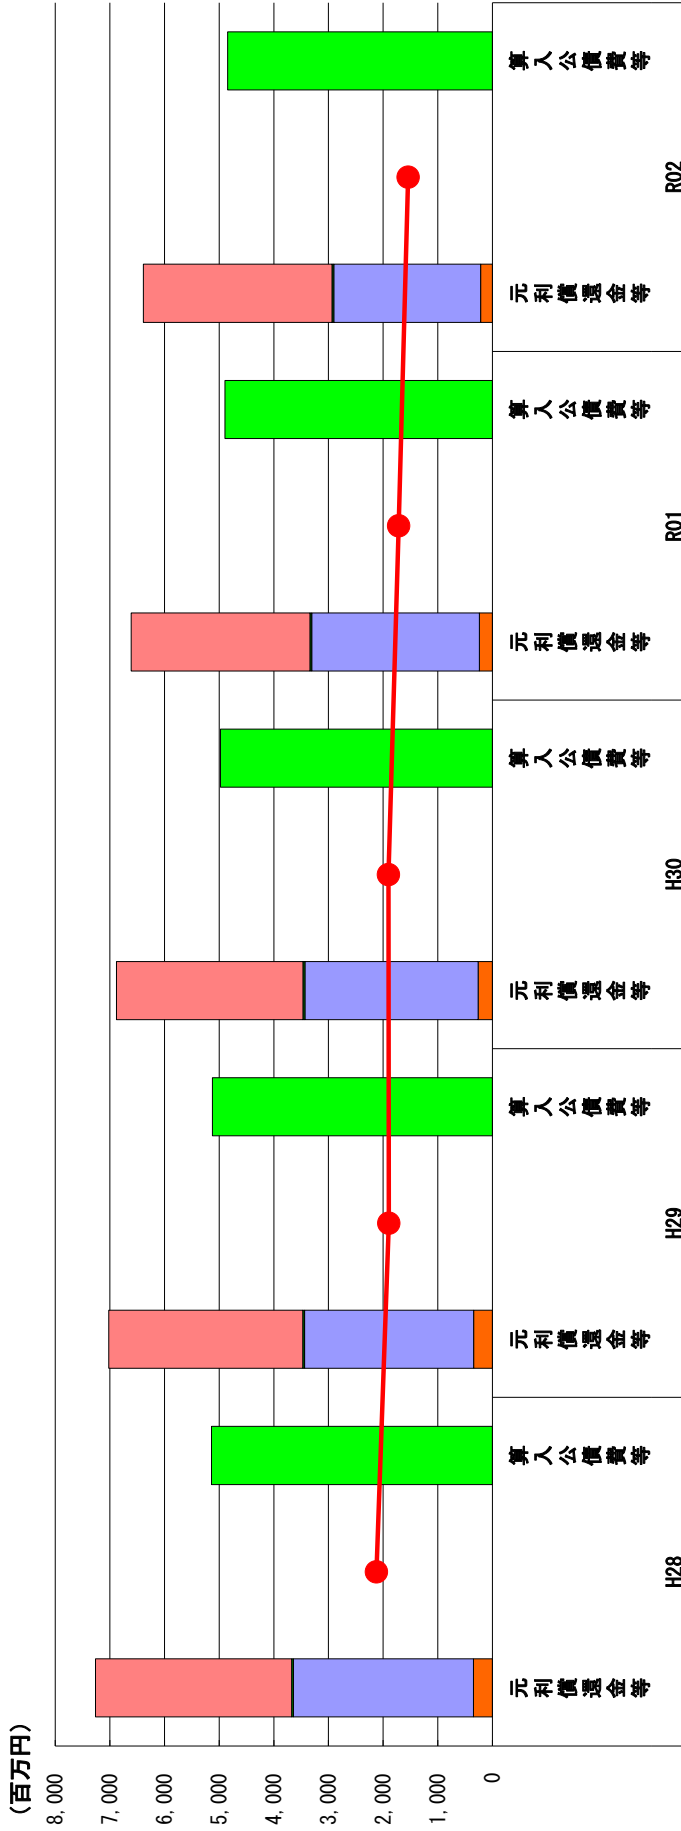 (百万円)
8,000
7,000
6,000
5,000
4,000
3,000
2,000
1,000
0
元利償還金等
算入公債費等
元利償還金等
算入公債費等
元利償還金等
算入公債費等
元利償還金等
算入公債費等
元利償還金等
算入公債費等
H28
H29
H30
R01
R02